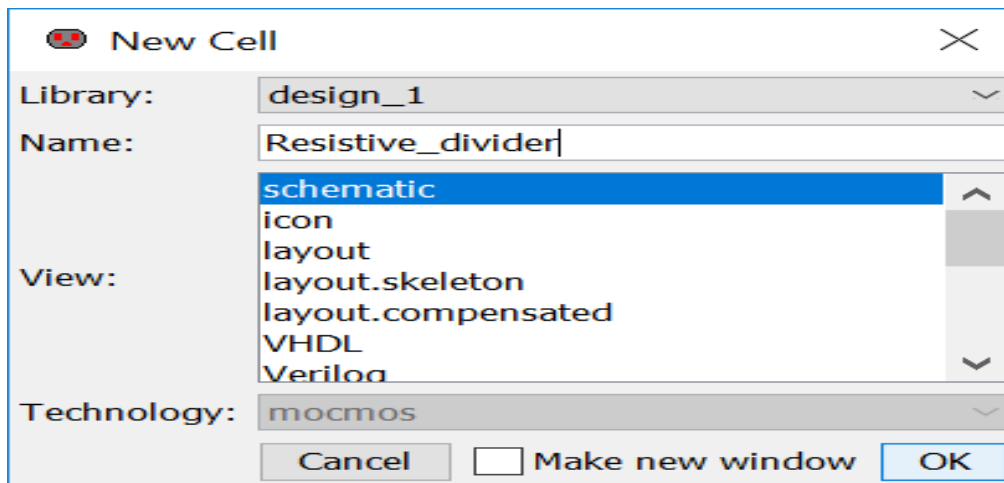 New Cell
Library: design_1
Name: Resistive_divider
schematic
icon
layout
View: layout.skeleton
layout.compensated
VHDL
Verilog
Technology: mocmos
Cancel Make new window OK